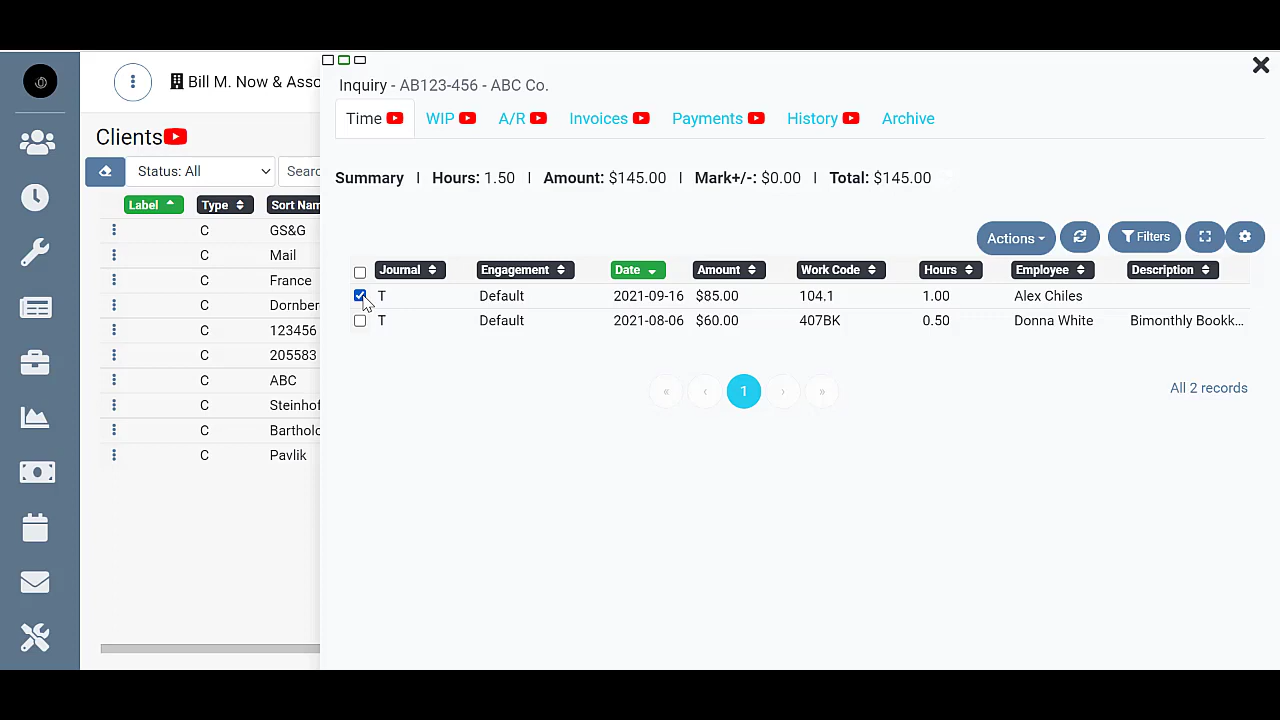 Bill M. Now & Asso
Clients
Status: All
Searc
Label Type Sort Nam
C GS&G
C Mail
C France
C Dornber
C 123456
C 205583
C ABC
C Steinhof
C Bartholo
C Pavlik
Inquiry - AB123-456 - ABC Co.
Time WIP A/R Invoices Payments History Archive
Summary | Hours: 1.50 | Amount: $145.00 | Mark+/-: $0.00 | Total: $145.00
Actions Filters
Journal Engagement Date Amount Work Code Hours Employee Description
T Default 2021-09-16 $85.00 104.1 1.00 Alex Chiles
T Default 2021-08-06 $60.00 407BK 0.50 Donna White Bimonthly Bookk...
« ‹ 1 › »
All 2 records